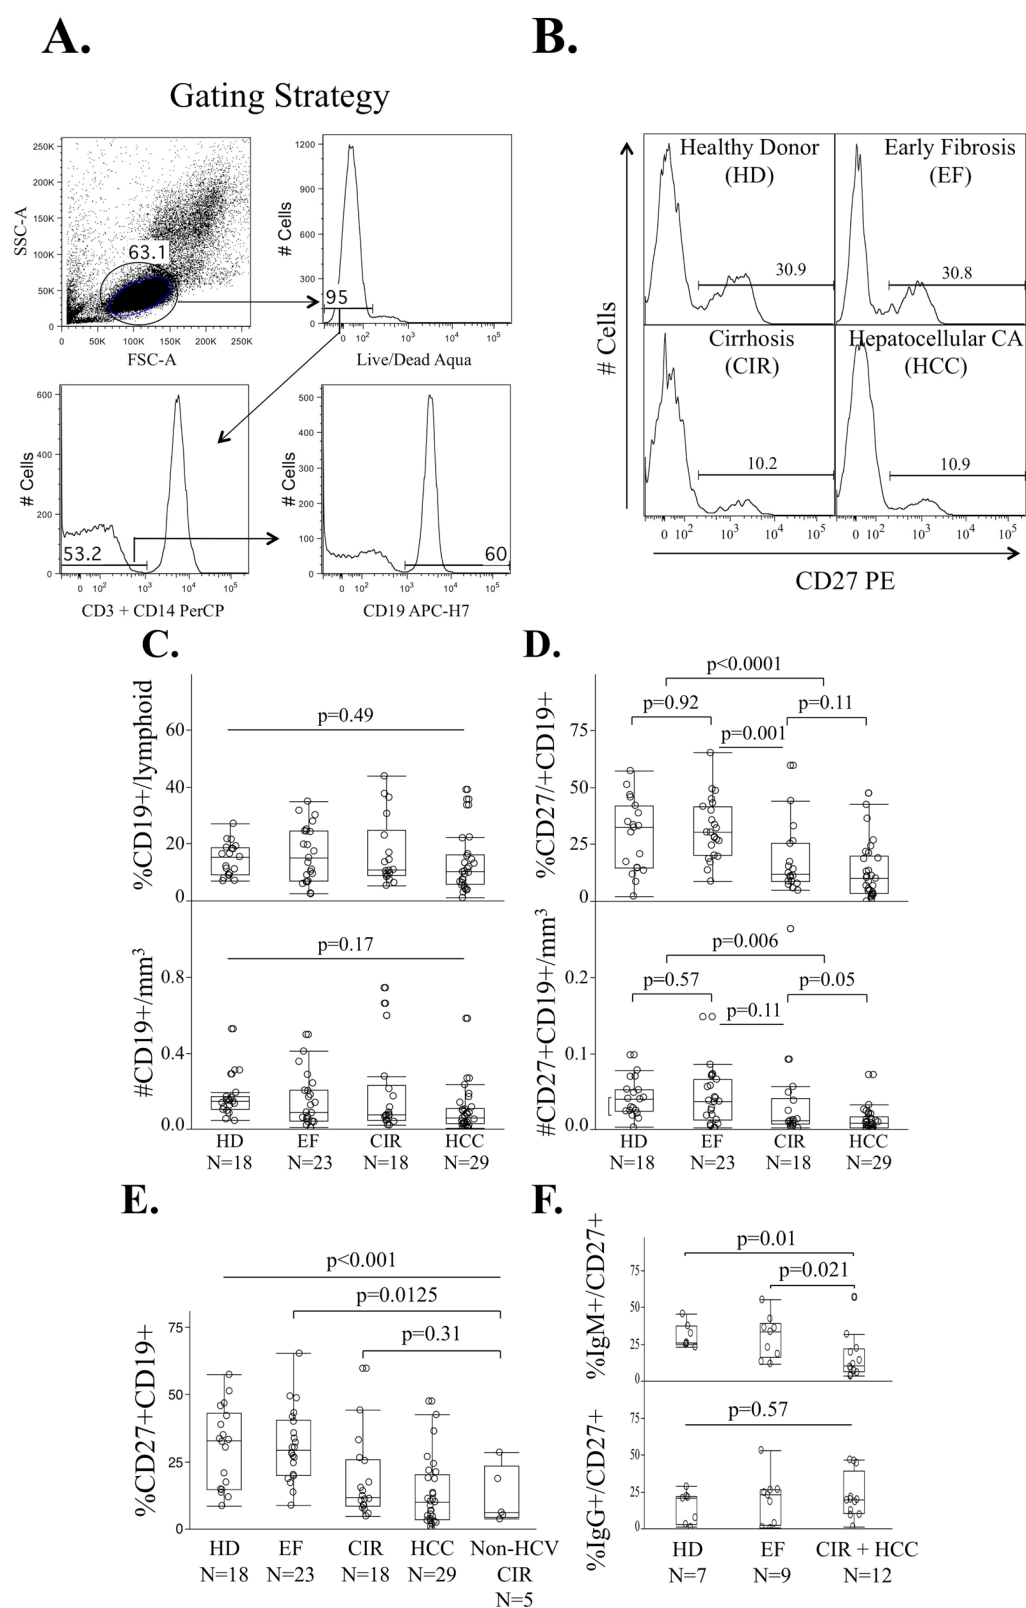 A.
Gating Strategy
250K
200K
150K
100K
50K
0
SSC-A
63.1
0 50K 100K 150K 200K 250K
FSC-A
1200
900
600
300
0
# Cells
95
0 10² 10³ 10⁴ 10⁵
Live/Dead Aqua
600
400
200
0
# Cells
53.2
0 10² 10³ 10⁴ 10⁵
CD3 + CD14 PerCP
500
400
300
200
100
0
# Cells
60
0 10² 10³ 10⁴ 10⁵
CD19 APC-H7
B.
Healthy Donor
(HD)
30.9
Early Fibrosis
(EF)
30.8
Cirrhosis
(CIR)
10.2
Hepatocellular CA
(HCC)
10.9
# Cells
0 10² 10³ 10⁴ 10⁵
0 10² 10³ 10⁴ 10⁵
CD27 PE
C.
%CD19+/lymphoid
60
40
20
0
p=0.49
#CD19+/mm³
0.8
0.4
0.0
p=0.17
HD EF CIR HCC
N=18 N=23 N=18 N=29
D.
%CD27/+CD19+
75
50
25
0
p<0.0001
p=0.92 p=0.11
p=0.001
#CD27+CD19+/mm³
0.2
0.1
0.0
p=0.006
p=0.57 p=0.05
p=0.11
HD EF CIR HCC
N=18 N=23 N=18 N=29
E.
%CD27+CD19+
75
50
25
0
p<0.001
p=0.0125
p=0.31
HD EF CIR HCC Non-HCV
N=18 N=23 N=18 N=29 CIR
N=5
F.
%IgM+/CD27+
75
50
25
0
p=0.01
p=0.021
%IgG+/CD27+
75
50
25
0
p=0.57
HD EF CIR + HCC
N=7 N=9 N=12